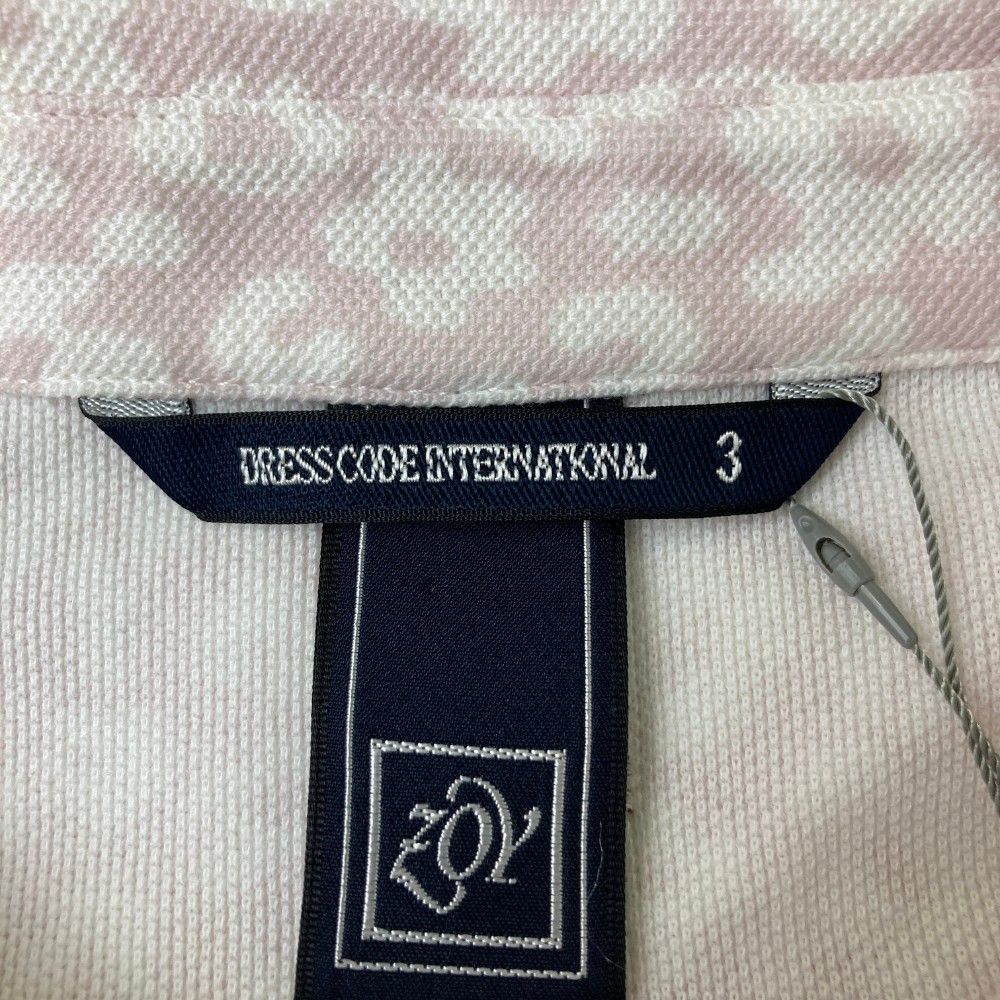 DRESS CODE INTERNATIONAL 3
ZOY